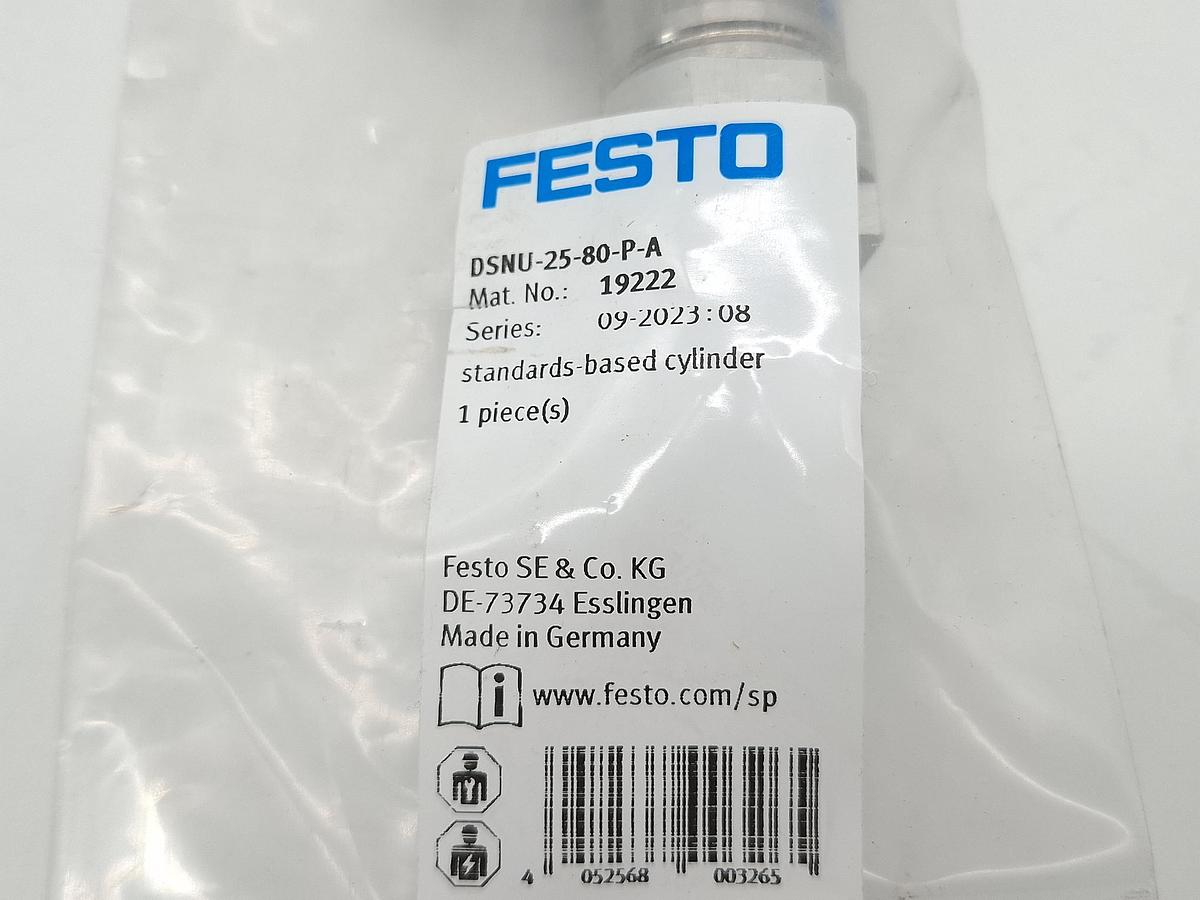 FESTO
DSNU-25-80-P-A
Mat. No.: 19222
Series: 09-2023:08
standards-based cylinder
1 piece(s)
Festo SE & Co. KG
DE-73734 Esslingen
Made in Germany
i www.festo.com/sp
4 052568 003265